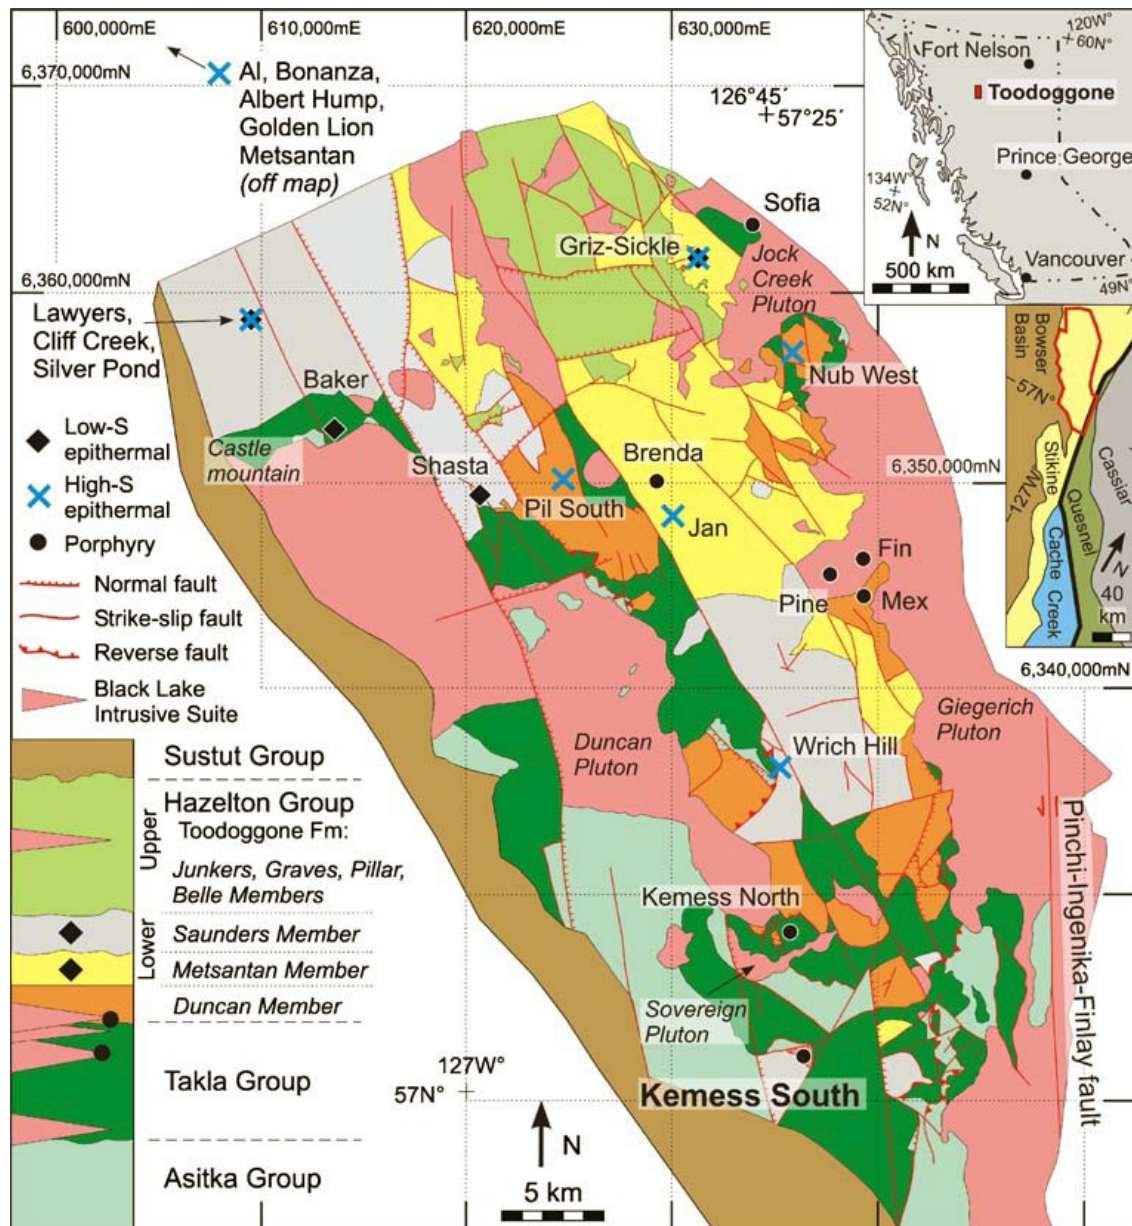 600,000mE
610,000mE
620,000mE
630,000mE
6,370,000mN
Al, Bonanza,
Albert Hump,
Golden Lion
Metsantan
(off map)
126°45´
57°25´
120W°
60N°
Fort Nelson
Toodoggone
Prince George
134W°
52N°
N
500 km
Vancouver
49N°
Sofia
Griz-Sickle
Jock
Creek
Pluton
6,360,000mN
Lawyers,
Cliff Creek,
Silver Pond
Baker
Nub West
Castle
mountain
Shasta
Pil South
Brenda
Jan
6,350,000mN
Fin
Pine
Mex
Bowser
Basin
57N°
Stikine
127W°
Cache Creek
Quesnel
Cassiar
N
40
km
6,340,000mN
Low-S
epithermal
High-S
epithermal
Porphyry
Normal fault
Strike-slip fault
Reverse fault
Black Lake
Intrusive Suite
Duncan
Pluton
Wrich Hill
Giegerich
Pluton
Pinchi-Ingenika-Finlay fault
Kemess North
Sovereign
Pluton
Kemess South
127W°
57N°
N
5 km
Sustut Group
Upper
Hazelton Group
Toodoggone Fm:
Junkers, Graves, Pillar,
Belle Members
Lower
Saunders Member
Metsantan Member
Duncan Member
Takla Group
Asitka Group